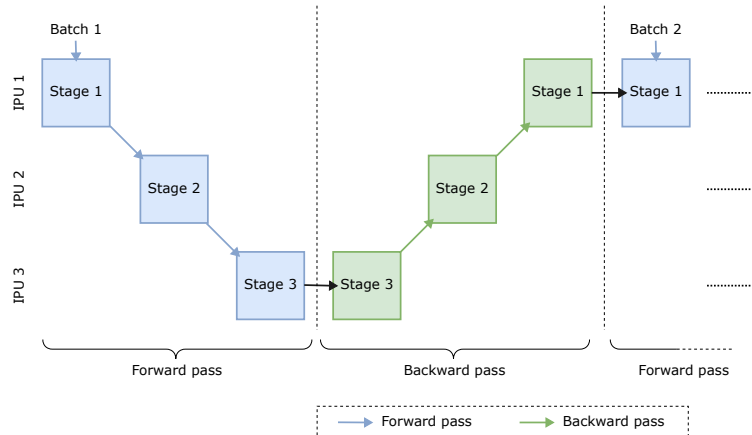 Batch 1
Batch 2
IPU 1
Stage 1
Stage 1
Stage 1
IPU 2
Stage 2
Stage 2
IPU 3
Stage 3
Stage 3
Forward pass
Backward pass
Forward pass
Forward pass
Backward pass